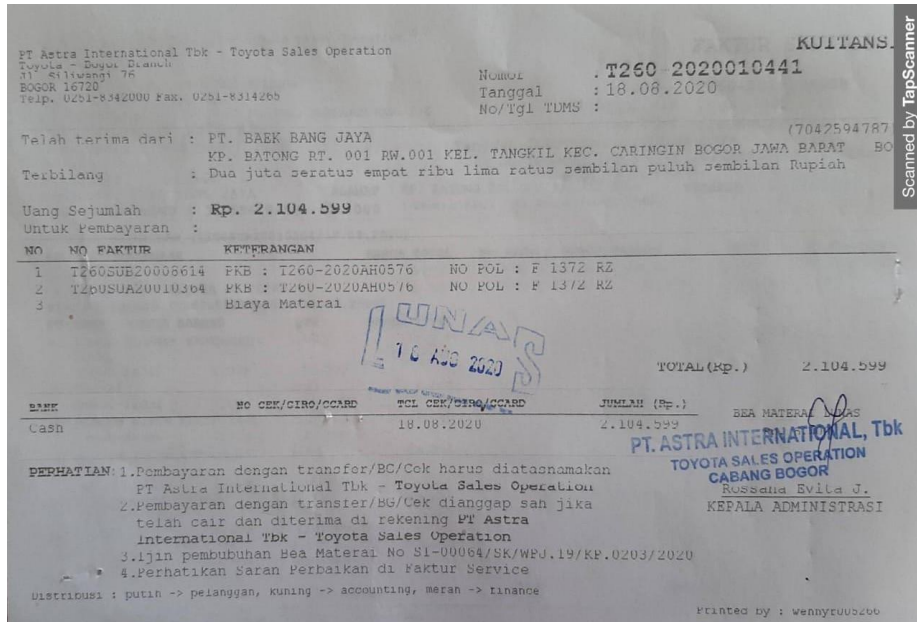 KUITANS
PT Astra International Tbk - Toyota Sales Operation
Toyota - Bogor Branch
Jl. Siliwangi 76
BOGOR 16720
Telp. 0251-8342000 Fax. 0251-8314265
Nomor : T260-2020010441
Tanggal : 18.08.2020
No/Tgl TDMS :
(7042594787
Telah terima dari : PT. BAEK BANG JAYA
KP. BATONG RT. 001 RW.001 KEL. TANGKIL KEC. CARINGIN BOGOR JAWA BARAT BO
Terbilang : Dua juta seratus empat ribu lima ratus sembilan puluh sembilan Rupiah
Uang Sejumlah : Rp. 2.104.599
Untuk Pembayaran :
NO NO FAKTUR KETERANGAN
1 T260SUB20006614 PKB : T260-2020AH0576 NO POL : F 1372 RZ
2 T260SUA20010364 PKB : T260-2020AH0576 NO POL : F 1372 RZ
3 Biaya Materai
LUNAS
AUG 2020
TOTAL(Rp.) 2.104.599
BANK NO CEK/GIRO/CCARD TGL CEK/GIRO/CCARD JUMLAH (Rp.)
Cash 18.08.2020 2.104.599
BEA MATERAI LUNAS
PT. ASTRA INTERNATIONAL, Tbk
TOYOTA SALES OPERATION
CABANG BOGOR
Rossana Evita J.
KEPALA ADMINISTRASI
PERHATIAN: 1.Pembayaran dengan transfer/BG/Cek harus diatasnamakan
PT Astra International Tbk - Toyota Sales Operation
2.Pembayaran dengan transfer/BG/Cek dianggap sah jika
telah cair dan diterima di rekening PT Astra
International Tbk - Toyota Sales Operation
3.Ijin pembubuhan Bea Materai No S1-00064/SK/WPJ.19/KP.0203/2020
4.Perhatikan Saran Perbaikan di Faktur Service
Distribusi : putih -> pelanggan, kuning -> accounting, merah -> finance
Printed by :
Scanned by TapScanner